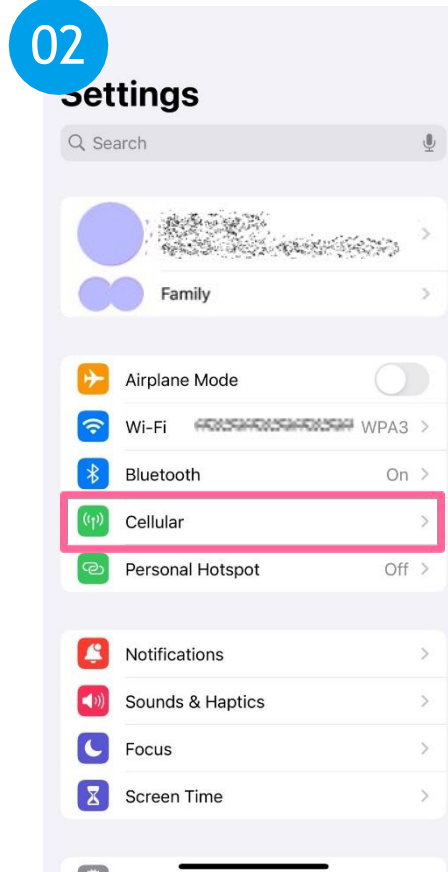 02
Settings
Search
Family
Airplane Mode
Wi-Fi WPA3
Bluetooth On
Cellular
Personal Hotspot Off
Notifications
Sounds & Haptics
Focus
Screen Time